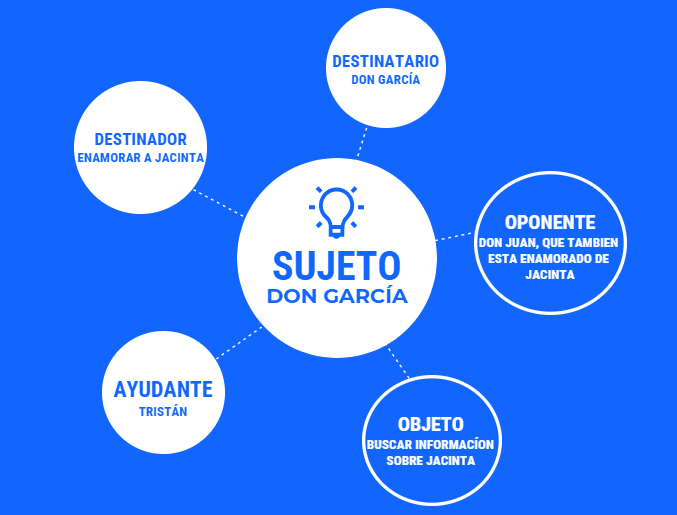 DESTINATARIO
DON GARCÍA
DESTINADOR
ENAMORAR A JACINTA
OPONENTE
DON JUAN, QUE TAMBIEN
ESTA ENAMORADO DE
JACINTA
SUJETO
DON GARCÍA
AYUDANTE
TRISTÁN
OBJETO
BUSCAR INFORMACÍON
SOBRE JACINTA